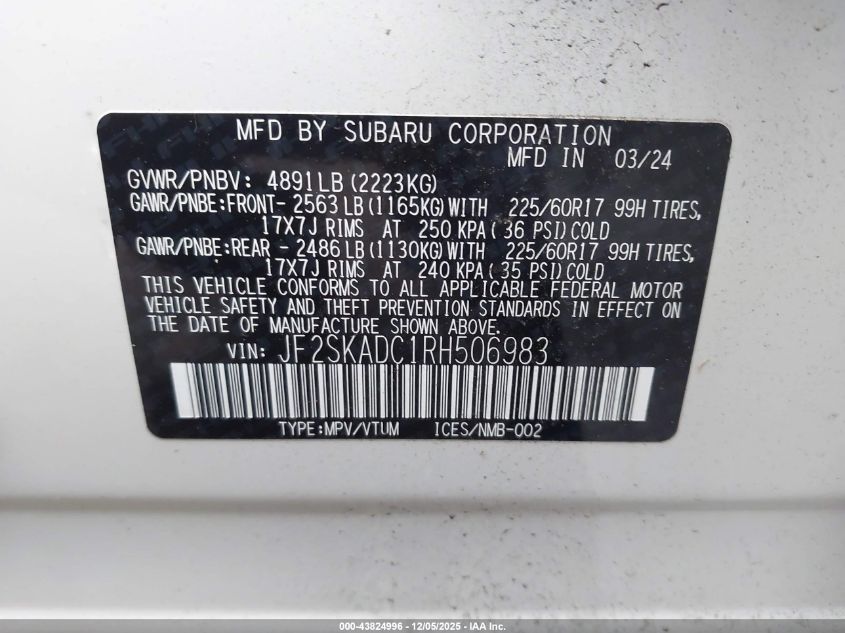 MFD BY SUBARU CORPORATION
MFD IN 03/24
GVWR/PNBV: 4891LB(2223KG)
GAWR/PNBE:FRONT- 2563 LB(1165KG)WITH 225/60R17 99H TIRES,
17X7J RIMS AT 250 KPA( 36 PSI)COLD
GAWR/PNBE:REAR - 2486 LB(1130KG)WITH 225/60R17 99H TIRES,
17X7J RIMS AT 240 KPA( 35 PSI)COLD
THIS VEHICLE CONFORMS TO ALL APPLICABLE FEDERAL MOTOR
VEHICLE SAFETY AND THEFT PREVENTION STANDARDS IN EFFECT ON
THE DATE OF MANUFACTURE SHOWN ABOVE.
VIN: JF2SKADC1RH506983
TYPE:MPV/VTUM ICES/NMB-002
000-43824996 - 12/05/2025 - IAA Inc.